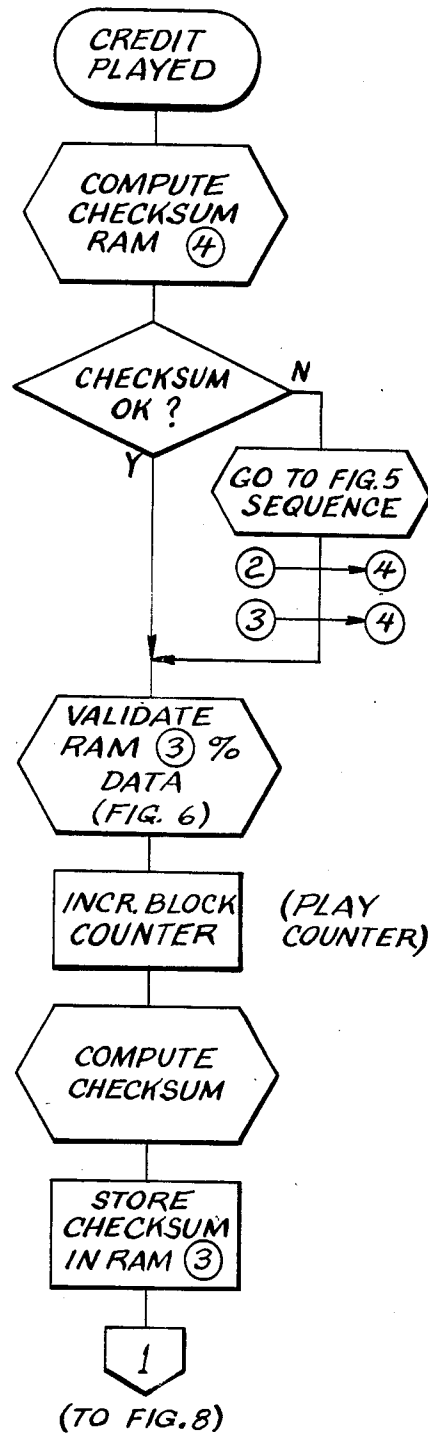 CREDIT
PLAYED
COMPUTE
CHECKSUM
RAM 4
CHECKSUM
OK ?
N
Y
GO TO FIG. 5
SEQUENCE
2 4
3 4
VALIDATE
RAM 3 %
DATA
(FIG. 6)
INCR. BLOCK
COUNTER
(PLAY
COUNTER)
COMPUTE
CHECKSUM
STORE
CHECKSUM
IN RAM 3
1
(TO FIG. 8)